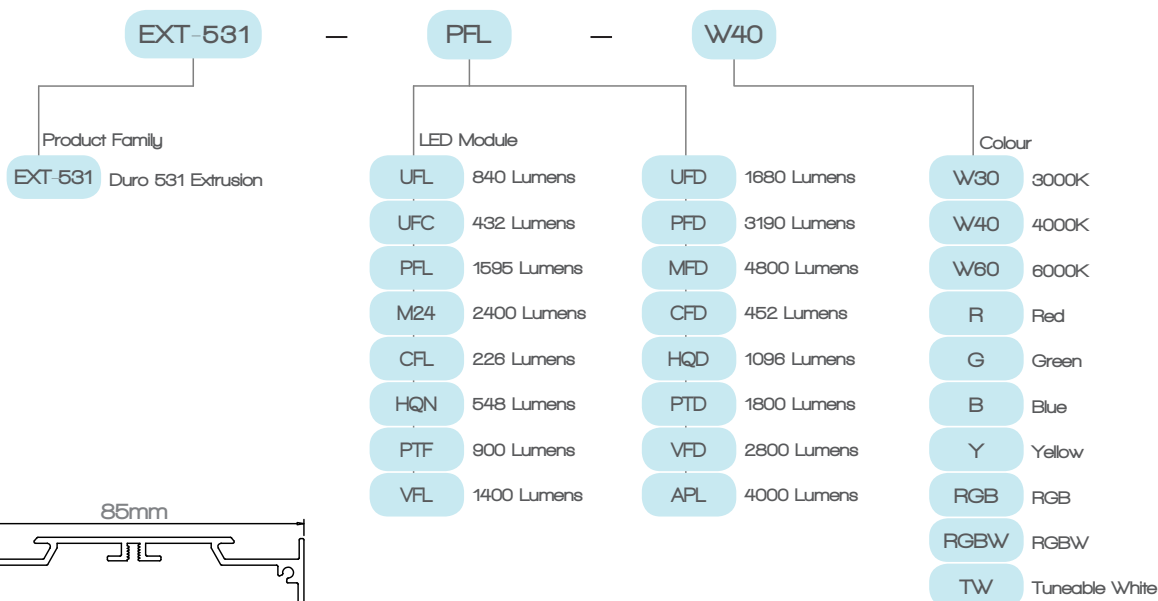 EXT-531 — PFL — W40
Product Family
EXT-531 Duro 531 Extrusion
LED Module
UFL 840 Lumens
UFC 432 Lumens
PFL 1595 Lumens
M24 2400 Lumens
CFL 226 Lumens
HQN 548 Lumens
PTF 900 Lumens
VFL 1400 Lumens
UFD 1680 Lumens
PFD 3190 Lumens
MFD 4800 Lumens
CFD 452 Lumens
HQD 1096 Lumens
PTD 1800 Lumens
VFD 2800 Lumens
APL 4000 Lumens
Colour
W30 3000K
W40 4000K
W60 6000K
R Red
G Green
B Blue
Y Yellow
RGB RGB
RGBW RGBW
TW Tuneable White
85mm